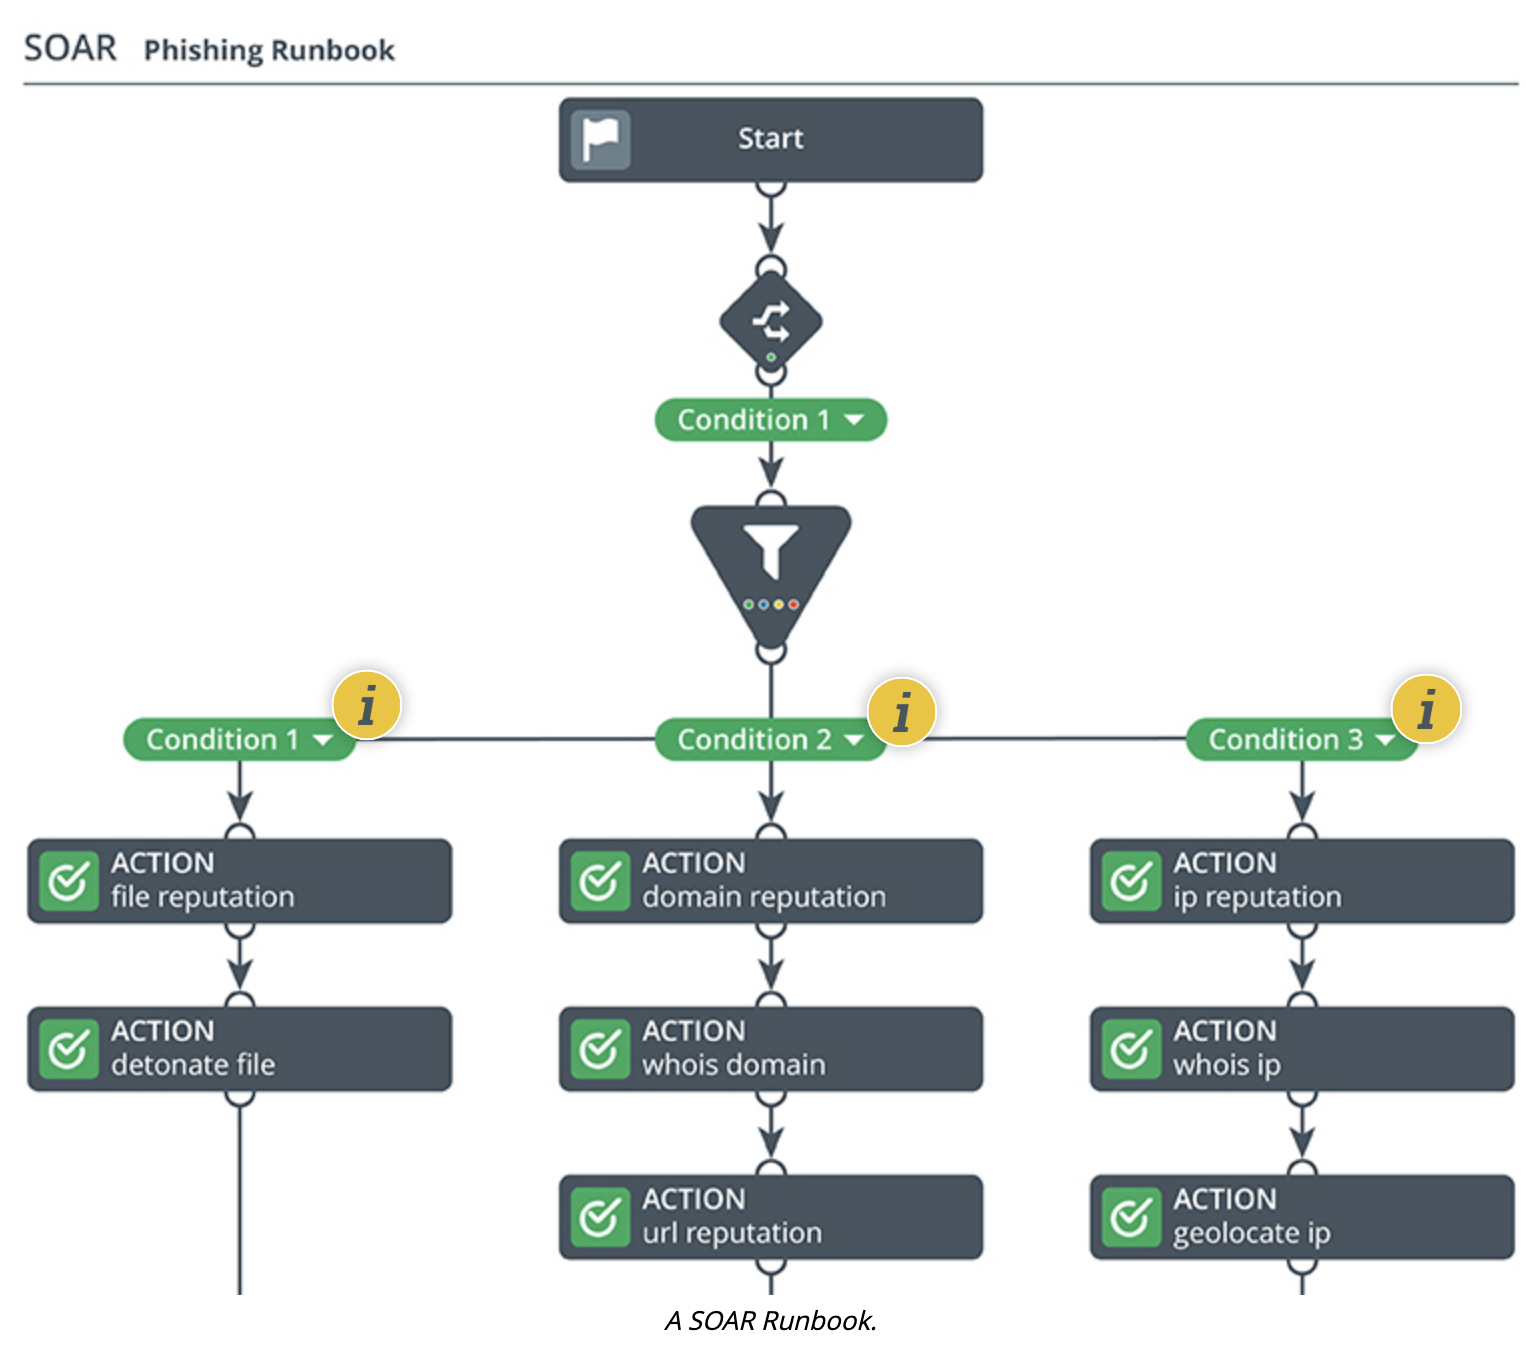 SOAR Phishing Runbook
Start
Condition 1
Condition 1 i
Condition 2 i
Condition 3 i
ACTION
file reputation
ACTION
domain reputation
ACTION
ip reputation
ACTION
detonate file
ACTION
whois domain
ACTION
whois ip
ACTION
url reputation
ACTION
geolocate ip
A SOAR Runbook.